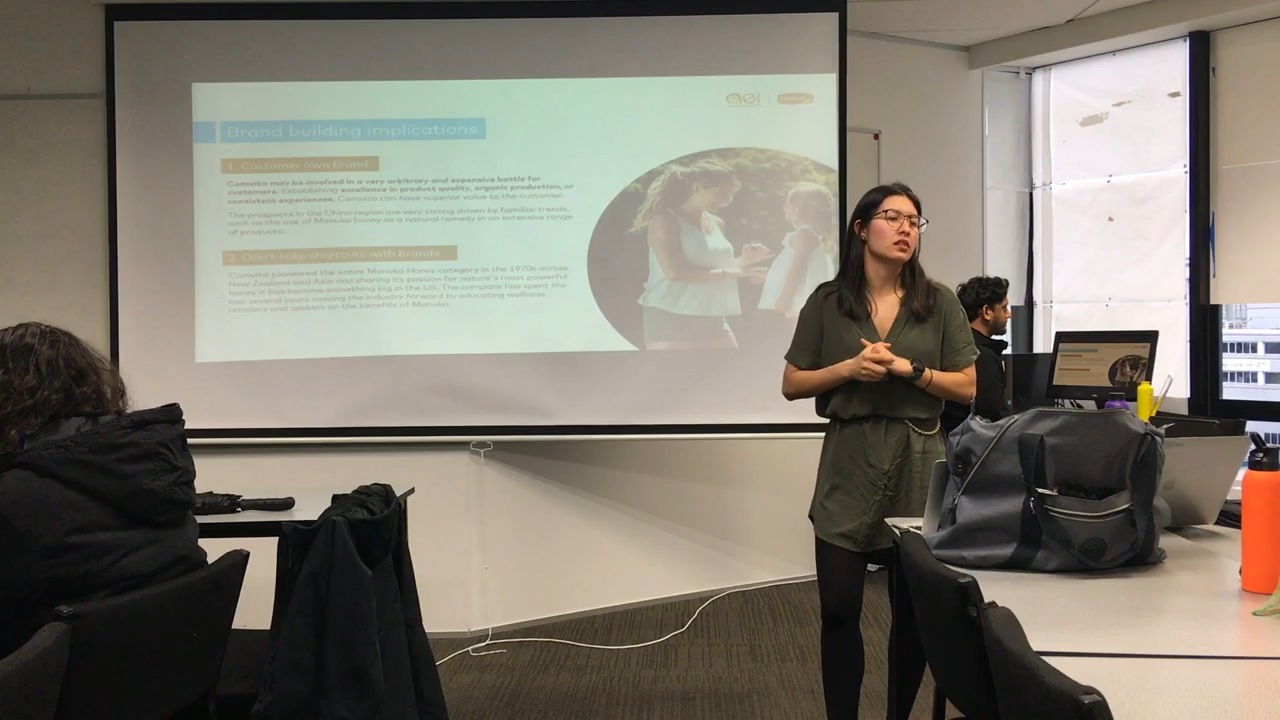 aei
Brand building implications
1. Customer own brand
Comvita may be involved in a very arbitrary and expensive battle for
customers. Establishing excellence in product quality, organic production, or
consistent experiences, Comvita can have superior value to the customer.
The prospects in the China region are very strong driven by familiar trends,
such as the use of Manuka honey as a natural remedy in an extensive range
of products.
2. Don't take shortcuts with brands
Comvita pioneered the entire Manuka Honey category in the 1970s across
New Zealand and Asia and sharing its passion for nature's most powerful
honey it has become something big in the US. The company has spent the
last several years moving the industry forward by educating wellness
retailers and seekers on the benefits of Manuka.